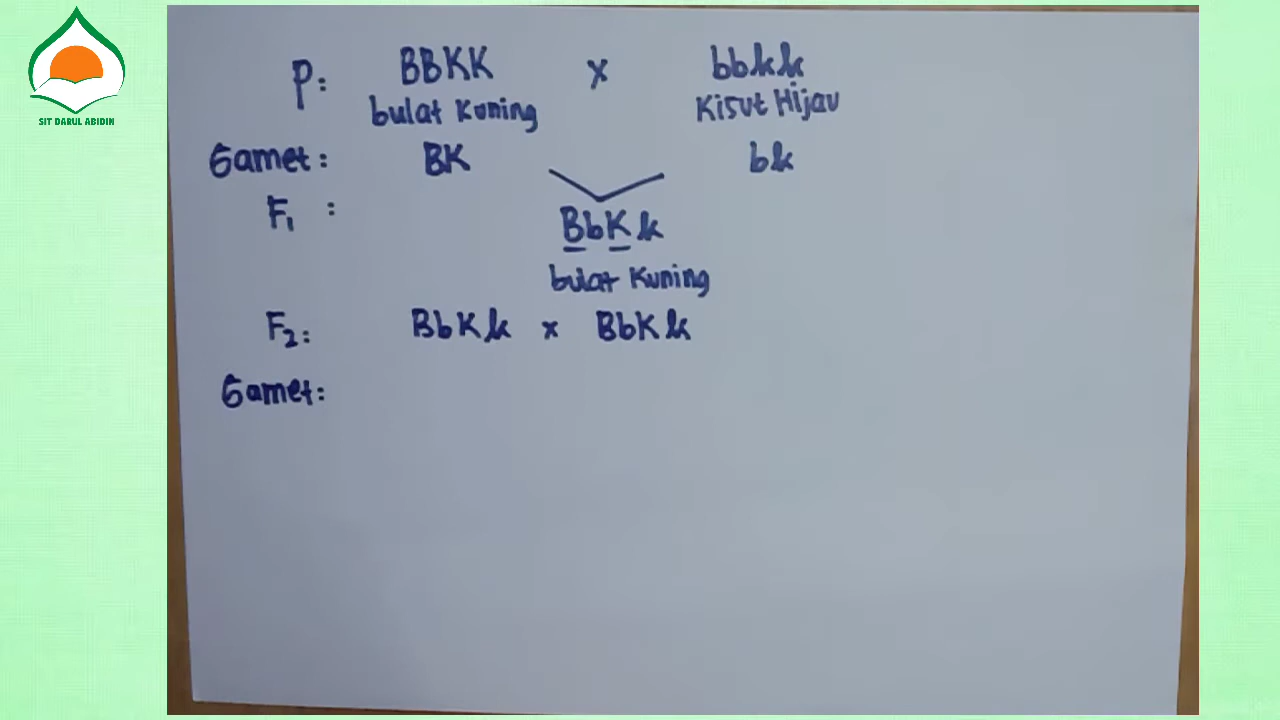 SIT DARUL ABIDIN
P: BBKK x bbkk
bulat Kuning Kisut Hijau
Gamet: BK bk
F1 :
BbKk
bulat Kuning
F2: BbKk x BbKk
Gamet: